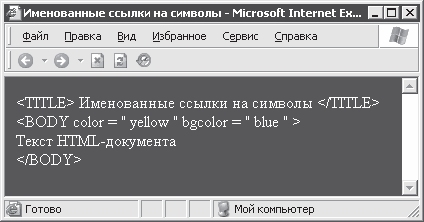 Именованные ссылки на символы - Microsoft Internet Ex...
Файл Правка Вид Избранное Сервис Справка
<TITLE> Именованные ссылки на символы </TITLE>
<BODY color = " yellow " bgcolor = " blue " >
Текст HTML-документа
</BODY>
Готово Мой компьютер